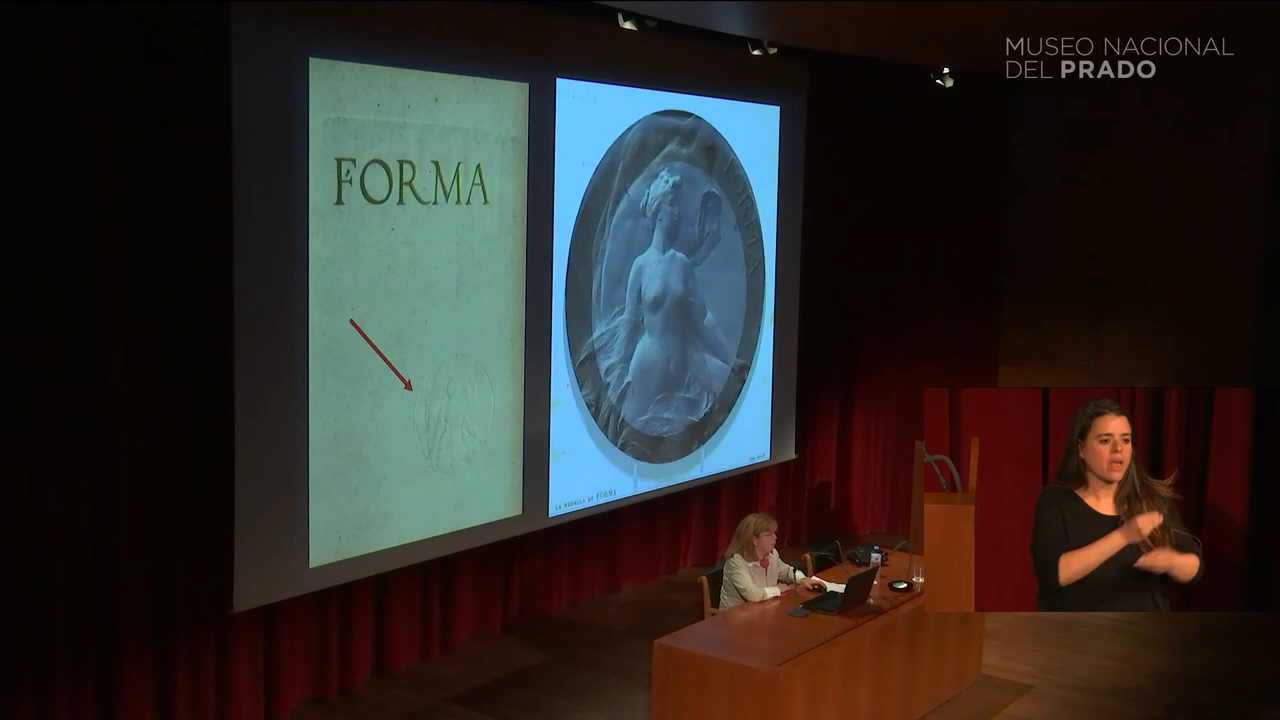 MUSEO NACIONAL
DEL PRADO
FORMA
FORMA
LA MEDALLA DE FORMA